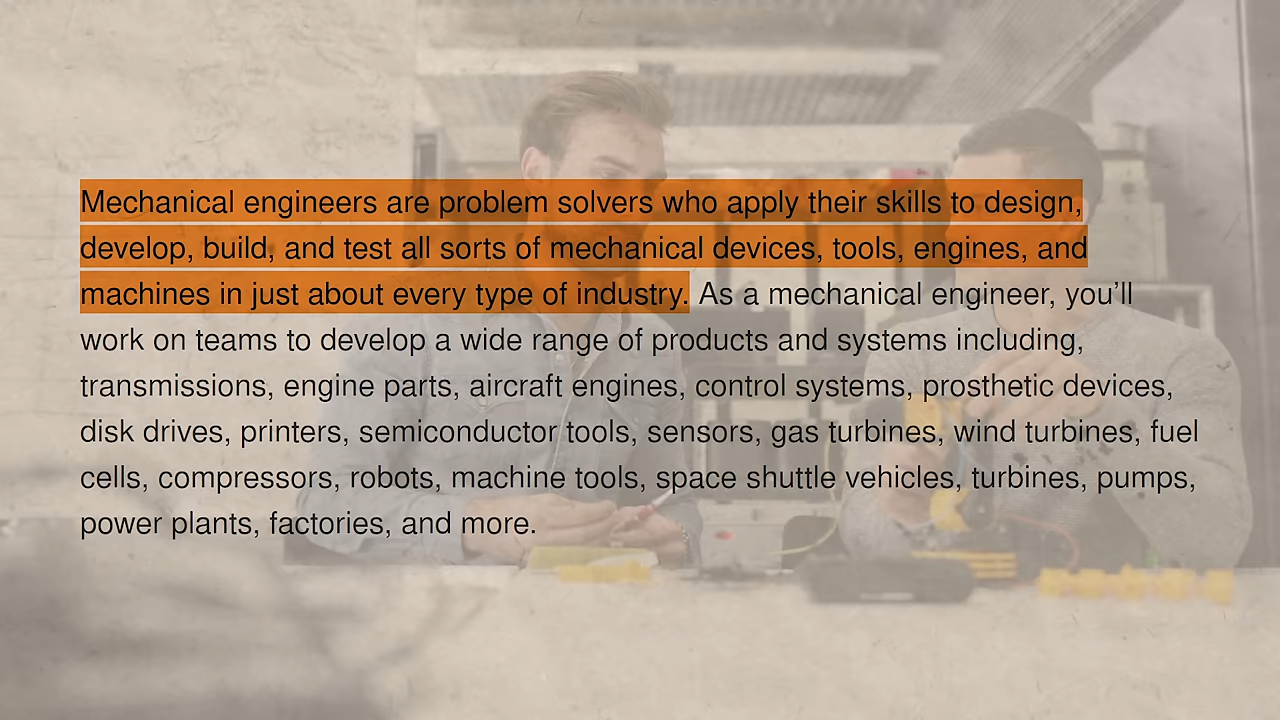 Mechanical engineers are problem solvers who apply their skills to design,
develop, build, and test all sorts of mechanical devices, tools, engines, and
machines in just about every type of industry. As a mechanical engineer, you’ll
work on teams to develop a wide range of products and systems including,
transmissions, engine parts, aircraft engines, control systems, prosthetic devices,
disk drives, printers, semiconductor tools, sensors, gas turbines, wind turbines, fuel
cells, compressors, robots, machine tools, space shuttle vehicles, turbines, pumps,
power plants, factories, and more.